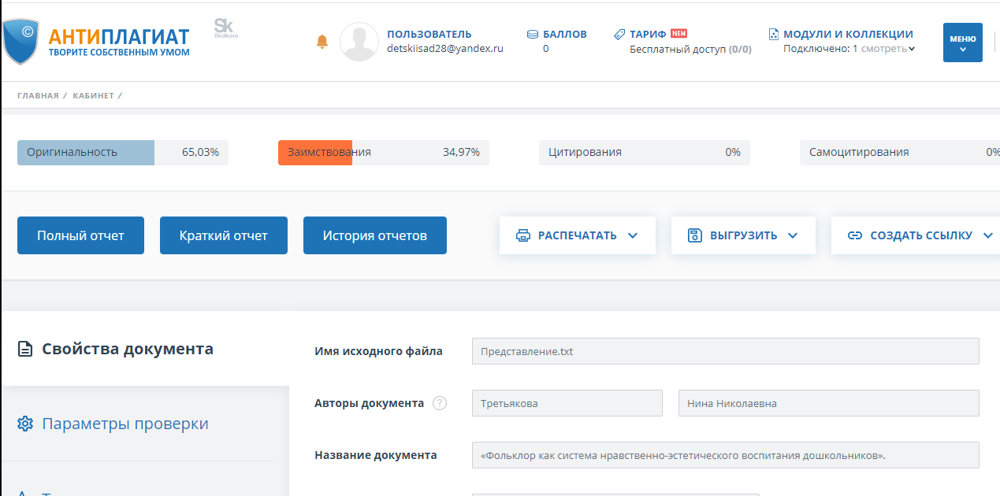 АНТИПЛАГИАТ
ТВОРИТЕ СОБСТВЕННЫМ УМОМ
Sk
Skolkovo
ПОЛЬЗОВАТЕЛЬ
detskiisad28@yandex.ru
БАЛЛОВ
0
ТАРИФ NEW
Бесплатный доступ (0/0)
МОДУЛИ И КОЛЛЕКЦИИ
Подключено: 1 смотреть
МЕНЮ
ГЛАВНАЯ / КАБИНЕТ /
Оригинальность 65,03%
Заимствования 34,97%
Цитирования 0%
Самоцитирования 0%
Полный отчет
Краткий отчет
История отчетов
РАСПЕЧАТАТЬ
ВЫГРУЗИТЬ
СОЗДАТЬ ССЫЛКУ
Свойства документа
Параметры проверки
Имя исходного файла Представление.txt
Авторы документа ? Третьякова Нина Николаевна
Название документа «Фольклор как система нравственно-эстетического воспитания дошкольников».